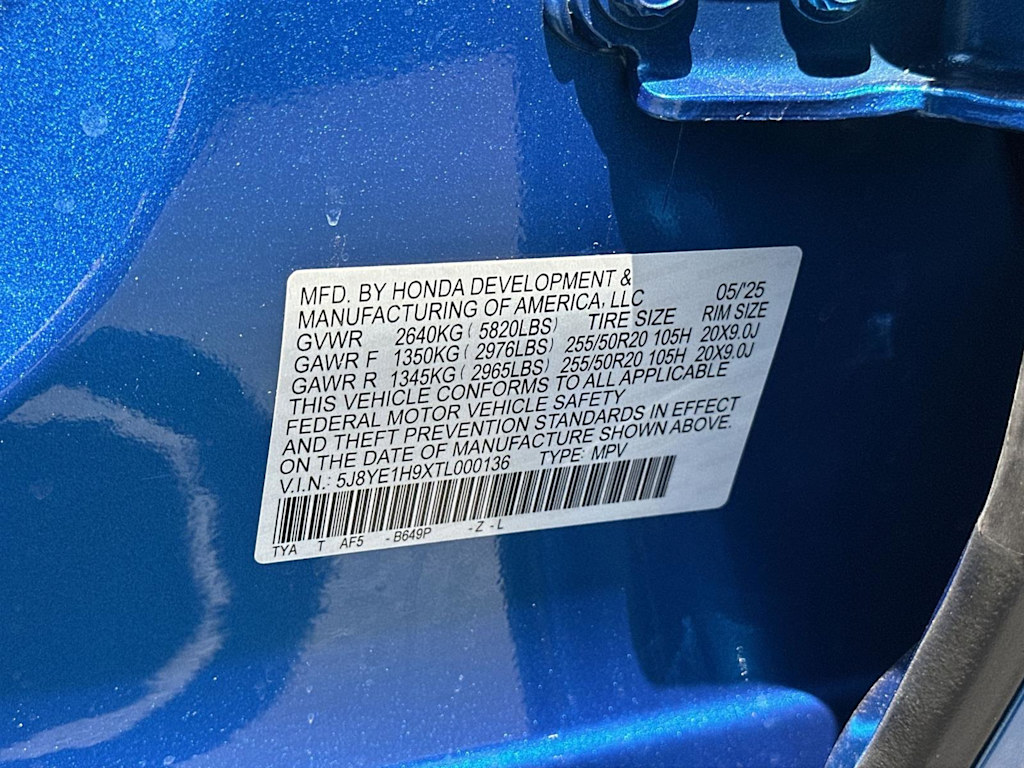 MFD. BY HONDA DEVELOPMENT &
MANUFACTURING OF AMERICA, LLC 05/'25
GVWR 2640KG ( 5820LBS) TIRE SIZE RIM SIZE
GAWR F 1350KG ( 2976LBS) 255/50R20 105H 20X9.0J
GAWR R 1345KG ( 2965LBS) 255/50R20 105H 20X9.0J
THIS VEHICLE CONFORMS TO ALL APPLICABLE
FEDERAL MOTOR VEHICLE SAFETY
AND THEFT PREVENTION STANDARDS IN EFFECT
ON THE DATE OF MANUFACTURE SHOWN ABOVE.
V.I.N.: 5J8YE1H9XTL000136 TYPE: MPV
TYA T AF5 - B649P - Z - L